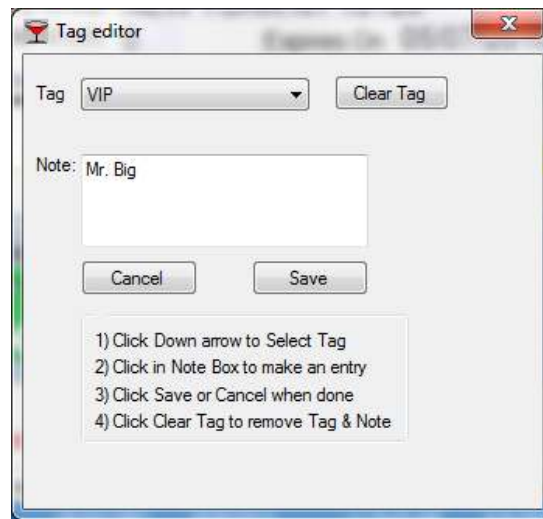 Tag editor
Tag VIP Clear Tag
Note: Mr. Big
Cancel Save
1) Click Down arrow to Select Tag
2) Click in Note Box to make an entry
3) Click Save or Cancel when done
4) Click Clear Tag to remove Tag & Note